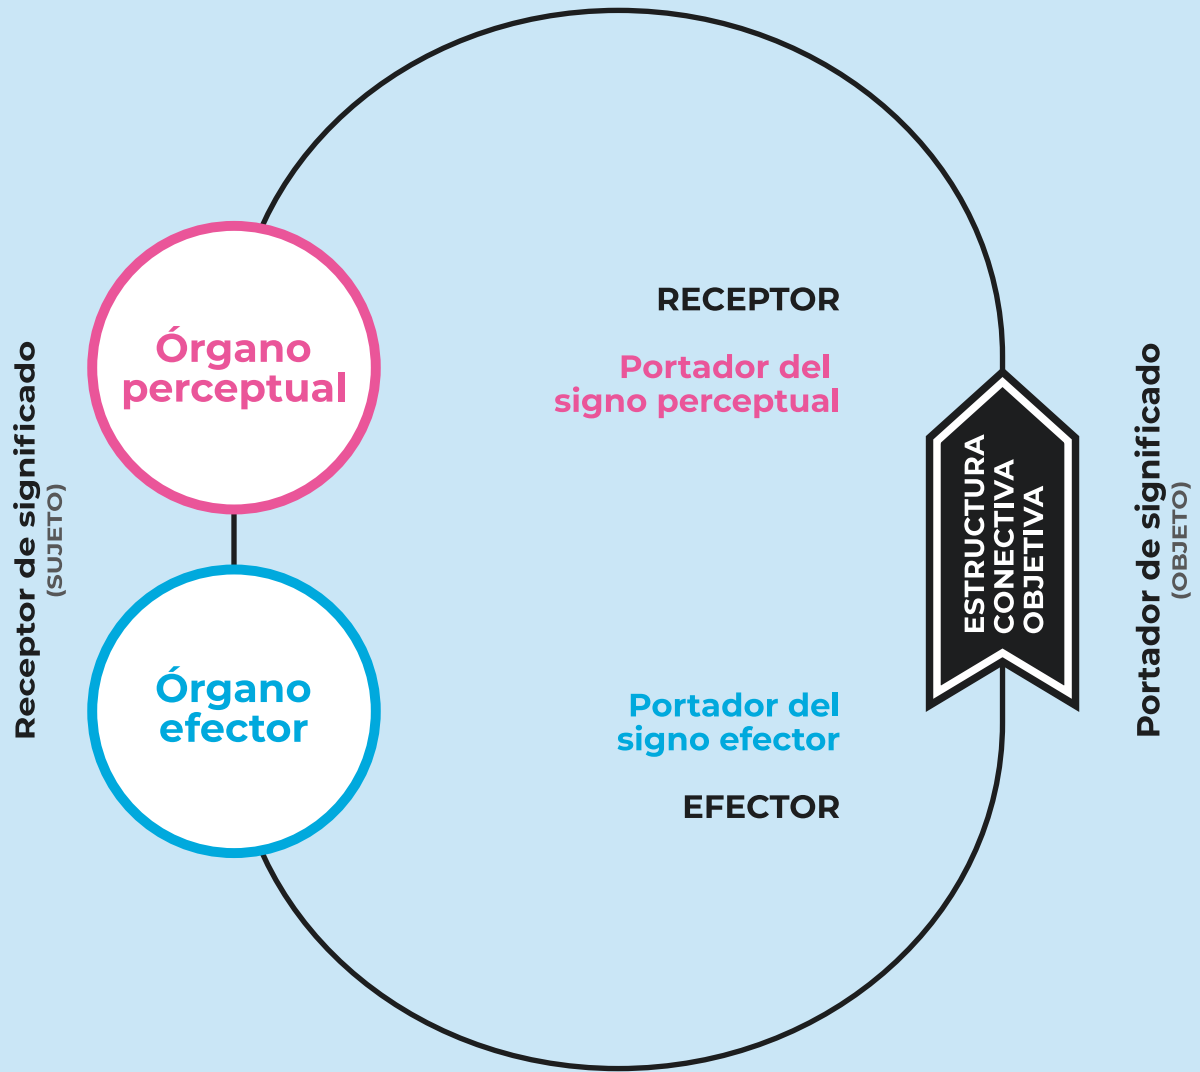 Receptor de significado
(SUJETO)
Órgano
perceptual
Órgano
efector
RECEPTOR
Portador del
signo perceptual
Portador del
signo efector
EFECTOR
ESTRUCTURA
CONECTIVA
OBJETIVA
Portador de significado
(OBJETO)